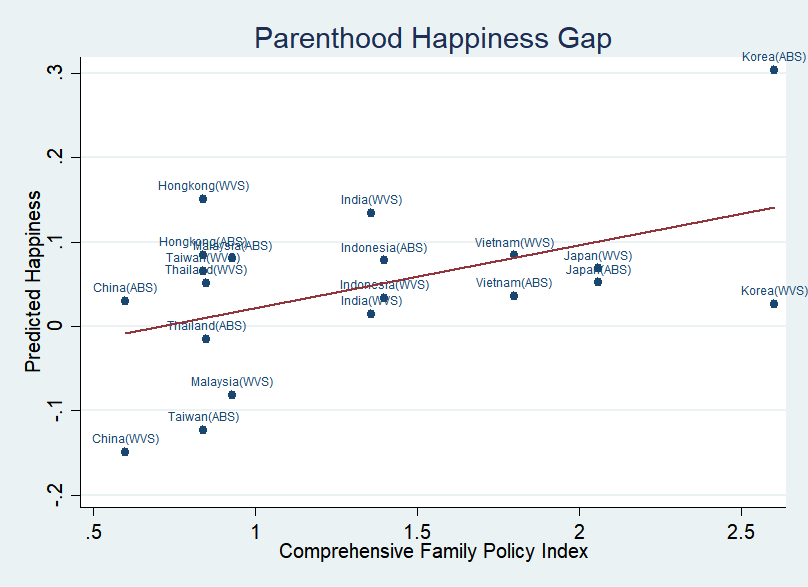 Parenthood Happiness Gap
Korea(ABS)
.3
.2
Hongkong(WVS)
India(WVS)
.1
Hongkong(ABS)
Malaysia(ABS)
Vietnam(WVS)
Indonesia(ABS)
Taiwan(WVS)
Japan(WVS)
Thailand(WVS)
Japan(ABS)
China(ABS)
Indonesia(WVS)
Vietnam(ABS)
Korea(WVS)
India(WVS)
0
Thailand(ABS)
Malaysia(WVS)
-.1
Taiwan(ABS)
China(WVS)
-.2
Predicted Happiness
.5 1 1.5 2 2.5
Comprehensive Family Policy Index